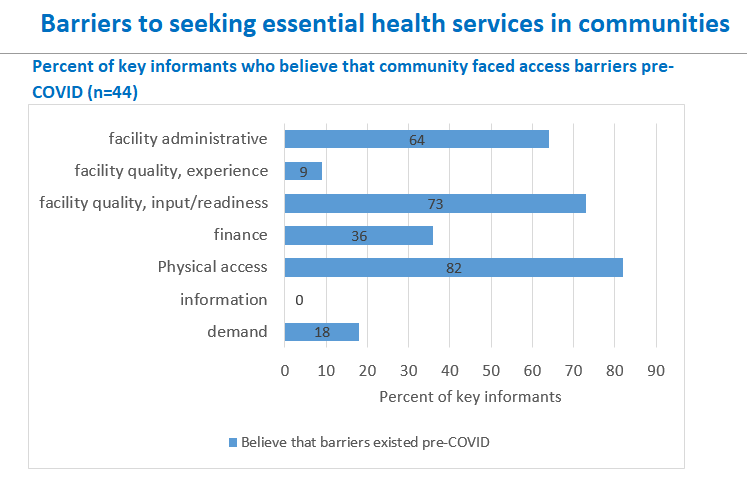 Barriers to seeking essential health services in communities
Percent of key informants who believe that community faced access barriers pre-
COVID (n=44)
facility administrative 64
facility quality, experience 9
facility quality, input/readiness 73
finance 36
Physical access 82
information 0
demand 18
0 10 20 30 40 50 60 70 80 90
Percent of key informants
Believe that barriers existed pre-COVID